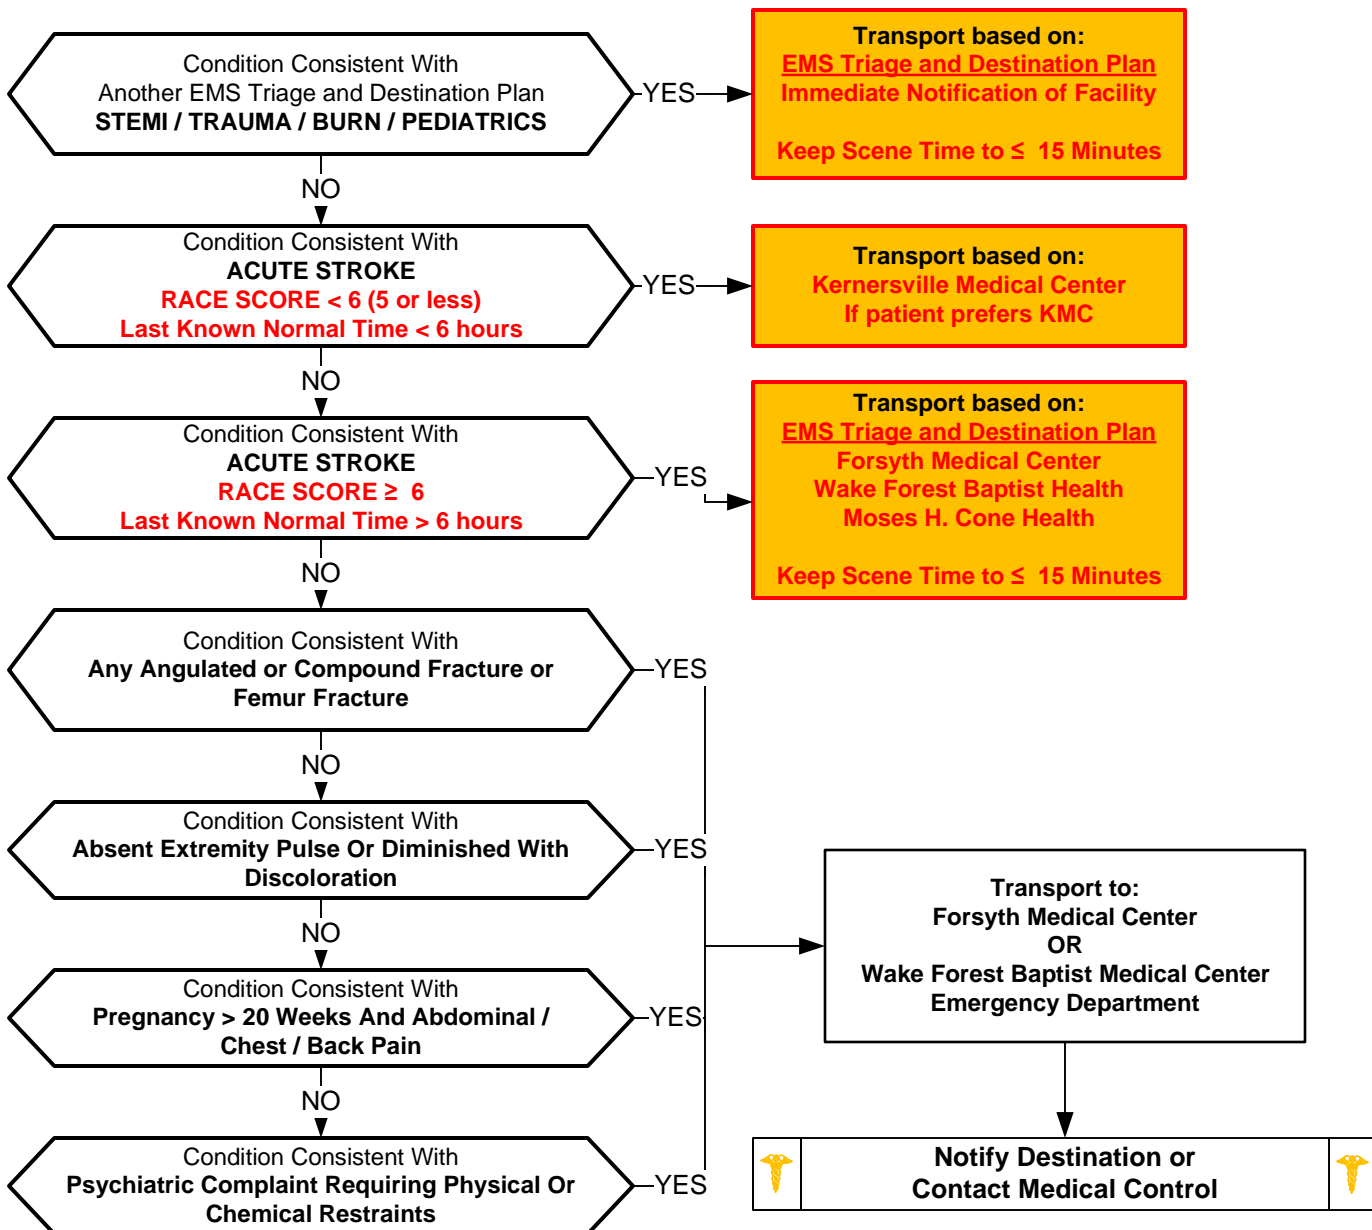 Condition Consistent With
Another EMS Triage and Destination Plan
STEMI / TRAUMA / BURN / PEDIATRICS
YES
Transport based on:
EMS Triage and Destination Plan
Immediate Notification of Facility
Keep Scene Time to ≤ 15 Minutes
NO
Condition Consistent With
ACUTE STROKE
RACE SCORE < 6 (5 or less)
Last Known Normal Time < 6 hours
YES
Transport based on:
Kernersville Medical Center
If patient prefers KMC
NO
Condition Consistent With
ACUTE STROKE
RACE SCORE ≥ 6
Last Known Normal Time > 6 hours
YES
Transport based on:
EMS Triage and Destination Plan
Forsyth Medical Center
Wake Forest Baptist Health
Moses H. Cone Health
Keep Scene Time to ≤ 15 Minutes
NO
Condition Consistent With
Any Angulated or Compound Fracture or
Femur Fracture
YES
NO
Condition Consistent With
Absent Extremity Pulse Or Diminished With
Discoloration
YES
NO
Condition Consistent With
Pregnancy > 20 Weeks And Abdominal /
Chest / Back Pain
YES
NO
Condition Consistent With
Psychiatric Complaint Requiring Physical Or
Chemical Restraints
YES
Transport to:
Forsyth Medical Center
OR
Wake Forest Baptist Medical Center
Emergency Department
Notify Destination or
Contact Medical Control